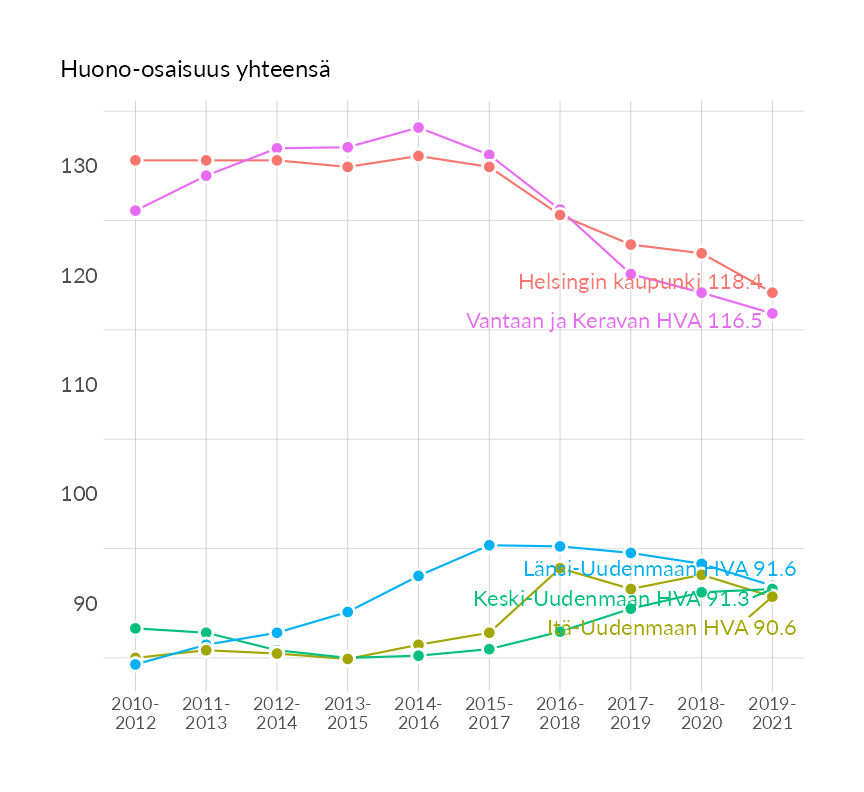 Huono-osaisuus yhteensä
130
120
Helsingin kaupunki 118.4
Vantaan ja Keravan HVA 116.5
110
100
Länsi-Uudenmaan HVA 91.6
Keski-Uudenmaan HVA 91.3
90
Itä-Uudenmaan HVA 90.6
2010- 2011- 2012- 2013- 2014- 2015- 2016- 2017- 2018- 2019-
2012 2013 2014 2015 2016 2017 2018 2019 2020 2021